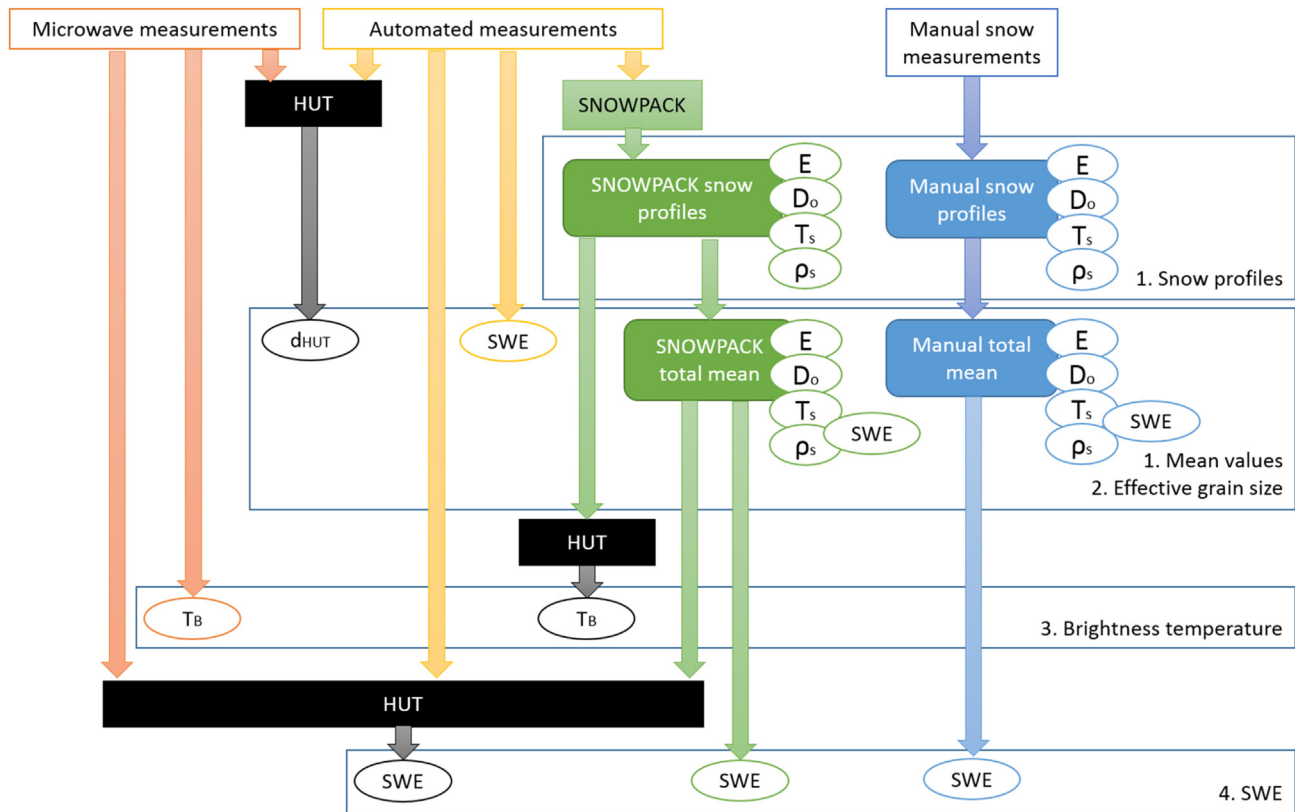 Microwave measurements
Automated measurements
Manual snow
measurements
HUT
SNOWPACK
SNOWPACK snow
profiles
E
Do
Ts
ρs
Manual snow
profiles
E
Do
Ts
ρs
1. Snow profiles
dHUT
SWE
SNOWPACK
total mean
E
Do
Ts
ρs
SWE
Manual total
mean
E
Do
Ts
ρs
SWE
1. Mean values
2. Effective grain size
HUT
TB
TB
3. Brightness temperature
HUT
SWE
SWE
SWE
4. SWE